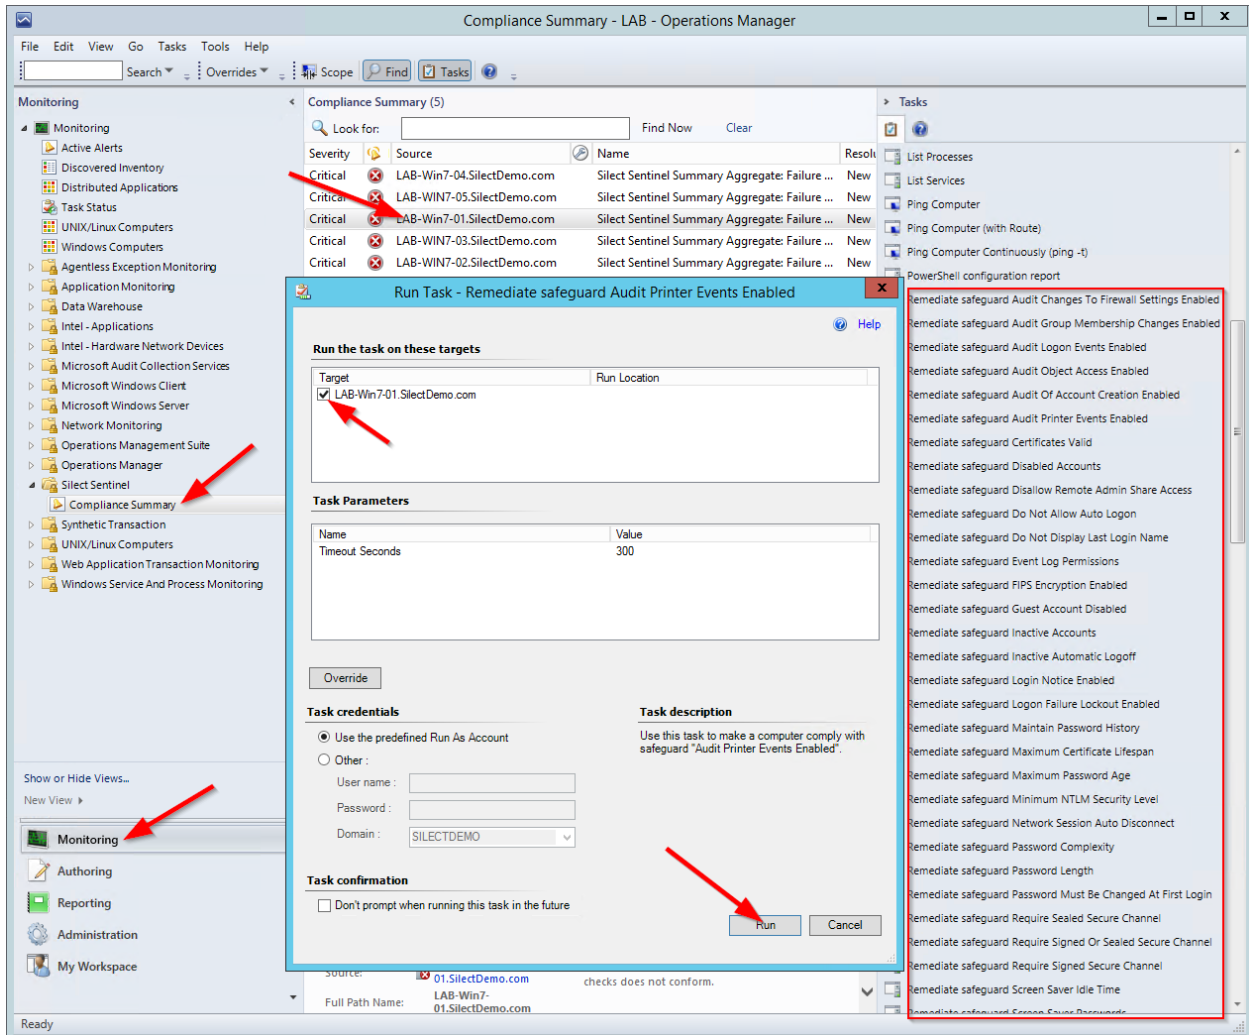 Compliance Summary - LAB - Operations Manager
File Edit View Go Tasks Tools Help
Search Overrides Scope Find Tasks
Monitoring
Monitoring
Active Alerts
Discovered Inventory
Distributed Applications
Task Status
UNIX/Linux Computers
Windows Computers
Agentless Exception Monitoring
Application Monitoring
Data Warehouse
Intel - Applications
Intel - Hardware Network Devices
Microsoft Audit Collection Services
Microsoft Windows Client
Microsoft Windows Server
Network Monitoring
Operations Management Suite
Operations Manager
Silect Sentinel
Compliance Summary
Synthetic Transaction
UNIX/Linux Computers
Web Application Transaction Monitoring
Windows Service And Process Monitoring
Show or Hide Views...
New View
Monitoring
Authoring
Reporting
Administration
My Workspace
Ready
Compliance Summary (5)
Look for: Find Now Clear
Severity Source Name Resolu
Critical LAB-Win7-04.SilectDemo.com Silect Sentinel Summary Aggregate: Failure ... New
Critical LAB-WIN7-05.SilectDemo.com Silect Sentinel Summary Aggregate: Failure ... New
Critical LAB-Win7-01.SilectDemo.com Silect Sentinel Summary Aggregate: Failure ... New
Critical LAB-WIN7-03.SilectDemo.com Silect Sentinel Summary Aggregate: Failure ... New
Critical LAB-WIN7-02.SilectDemo.com Silect Sentinel Summary Aggregate: Failure ... New
Run Task - Remediate safeguard Audit Printer Events Enabled
Help
Run the task on these targets
Target Run Location
LAB-Win7-01.SilectDemo.com
Task Parameters
Name Value
Timeout Seconds 300
Override
Task credentials
Use the predefined Run As Account
Other :
User name :
Password :
Domain : SILECTDEMO
Task description
Use this task to make a computer comply with
safeguard "Audit Printer Events Enabled".
Task confirmation
Don't prompt when running this task in the future
Run Cancel
Source: 01.SilectDemo.com checks does not conform.
Full Path Name: LAB-Win7-
01.SilectDemo.com
Tasks
List Processes
List Services
Ping Computer
Ping Computer (with Route)
Ping Computer Continuously (ping -t)
PowerShell configuration report
Remediate safeguard Audit Changes To Firewall Settings Enabled
Remediate safeguard Audit Group Membership Changes Enabled
Remediate safeguard Audit Logon Events Enabled
Remediate safeguard Audit Object Access Enabled
Remediate safeguard Audit Of Account Creation Enabled
Remediate safeguard Audit Printer Events Enabled
Remediate safeguard Certificates Valid
Remediate safeguard Disabled Accounts
Remediate safeguard Disallow Remote Admin Share Access
Remediate safeguard Do Not Allow Auto Logon
Remediate safeguard Do Not Display Last Login Name
Remediate safeguard Event Log Permissions
Remediate safeguard FIPS Encryption Enabled
Remediate safeguard Guest Account Disabled
Remediate safeguard Inactive Accounts
Remediate safeguard Inactive Automatic Logoff
Remediate safeguard Login Notice Enabled
Remediate safeguard Logon Failure Lockout Enabled
Remediate safeguard Maintain Password History
Remediate safeguard Maximum Certificate Lifespan
Remediate safeguard Maximum Password Age
Remediate safeguard Minimum NTLM Security Level
Remediate safeguard Network Session Auto Disconnect
Remediate safeguard Password Complexity
Remediate safeguard Password Length
Remediate safeguard Password Must Be Changed At First Login
Remediate safeguard Require Sealed Secure Channel
Remediate safeguard Require Signed Or Sealed Secure Channel
Remediate safeguard Require Signed Secure Channel
Remediate safeguard Screen Saver Idle Time
Remediate safeguard Screen Saver Passwords